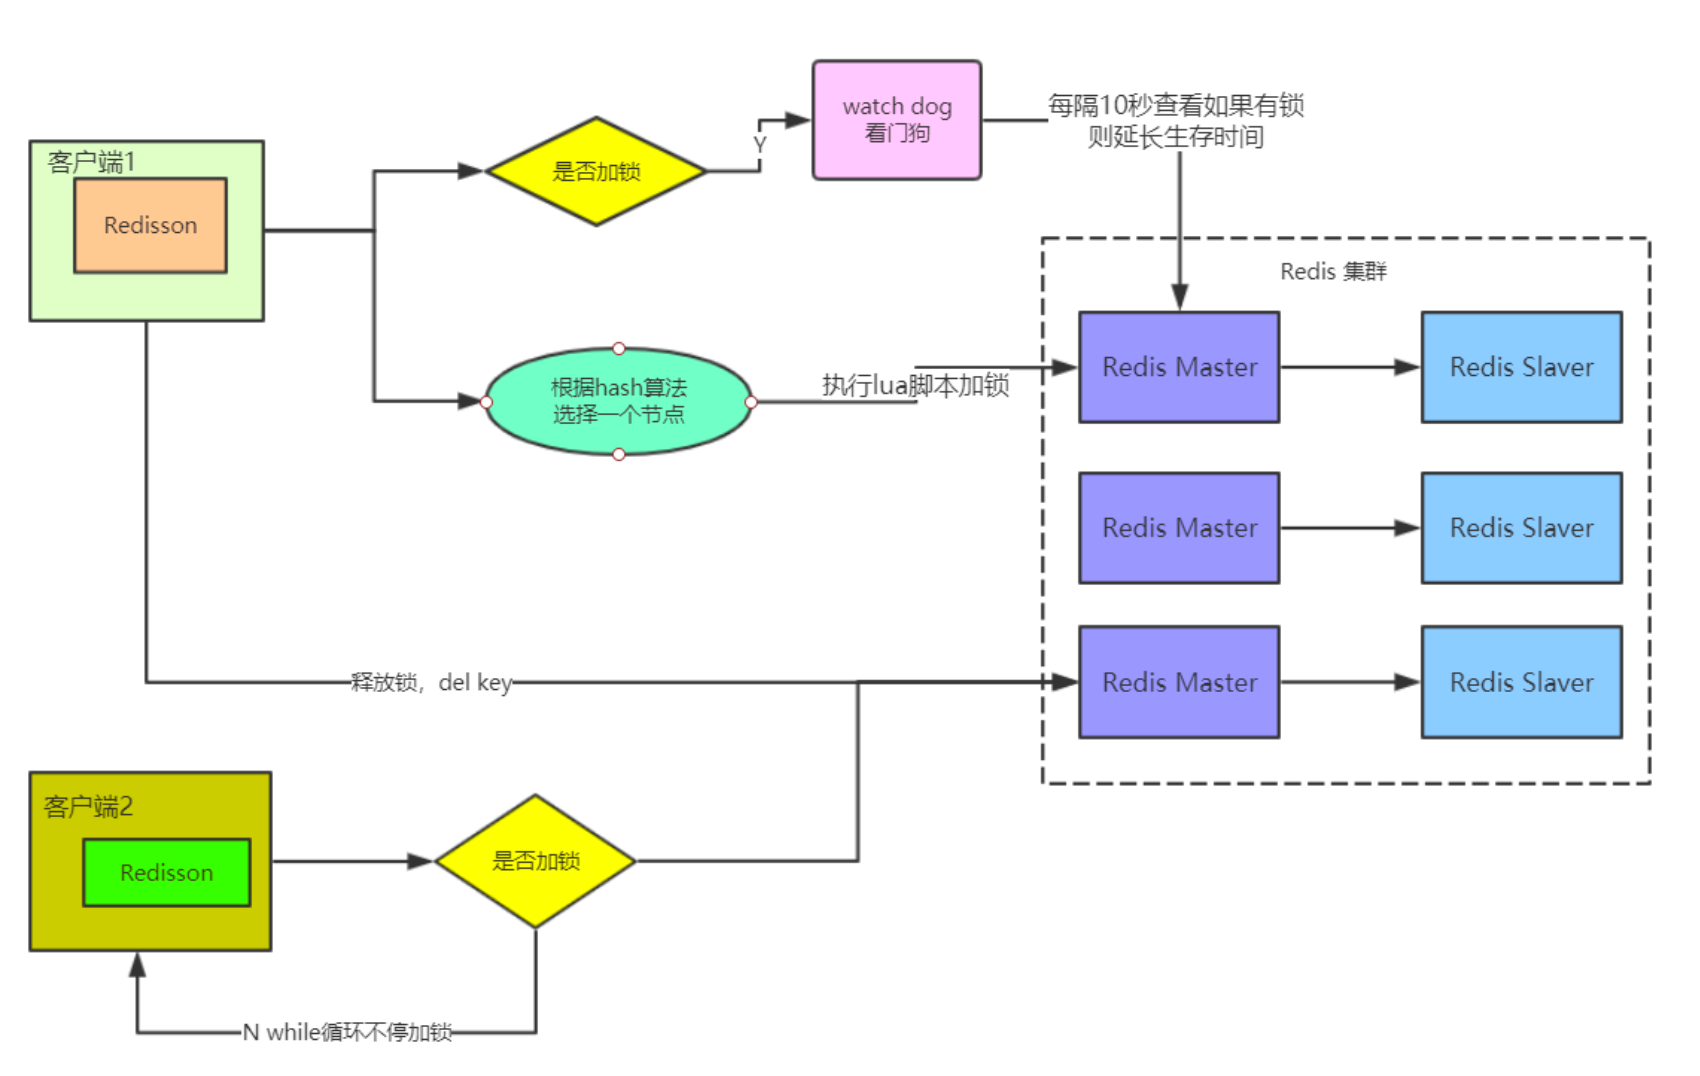 客户端1
Redisson
是否加锁
Y
watch dog
看门狗
每隔10秒查看如果有锁
则延长生存时间
根据hash算法
选择一个节点
执行lua脚本加锁
Redis 集群
Redis Master
Redis Slaver
Redis Master
Redis Slaver
Redis Master
Redis Slaver
释放锁，del key
客户端2
Redisson
是否加锁
N while循环不停加锁